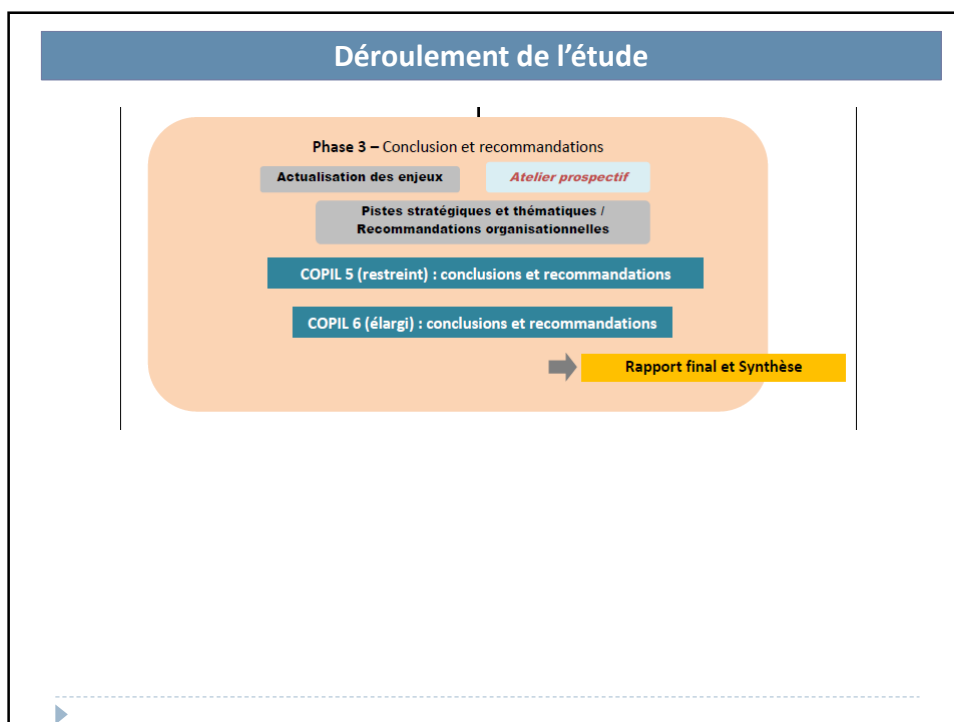 Déroulement de l’étude
Phase 3 – Conclusion et recommandations
Actualisation des enjeux
Atelier prospectif
Pistes stratégiques et thématiques /
Recommandations organisationnelles
COPIL 5 (restreint) : conclusions et recommandations
COPIL 6 (élargi) : conclusions et recommandations
Rapport final et Synthèse